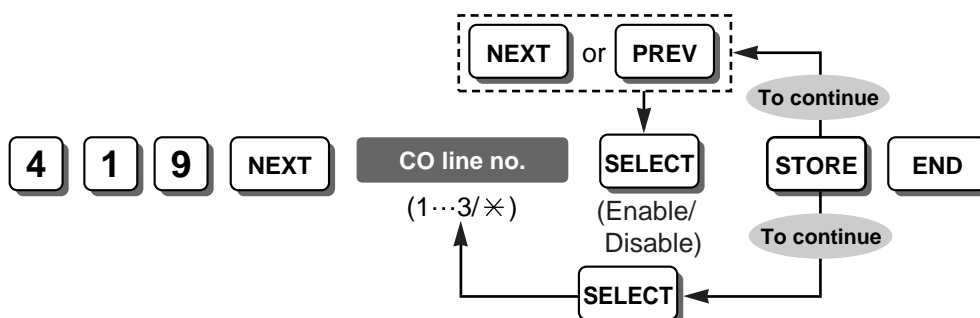 NEXT or PREV
To continue
4 1 9 NEXT CO line no. SELECT STORE END
(1···3/✳)
(Enable/
Disable)
To continue
SELECT